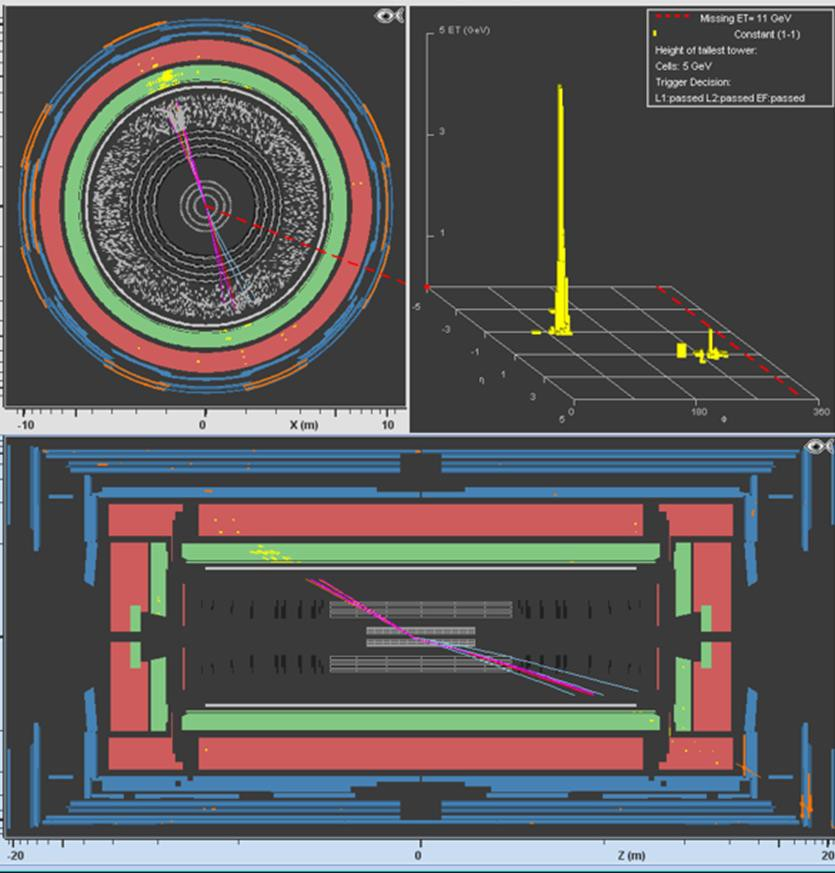 -10
0
X (m)
10
5 ET (GeV)
3
1
-5
-3
-1
η
1
3
5
0
180
Φ
360
Missing ET= 11 GeV
Constant (1-1)
Height of tallest tower:
Cells: 5 GeV
Trigger Decision:
L1:passed L2:passed EF:passed
-20
0
Z (m)
20